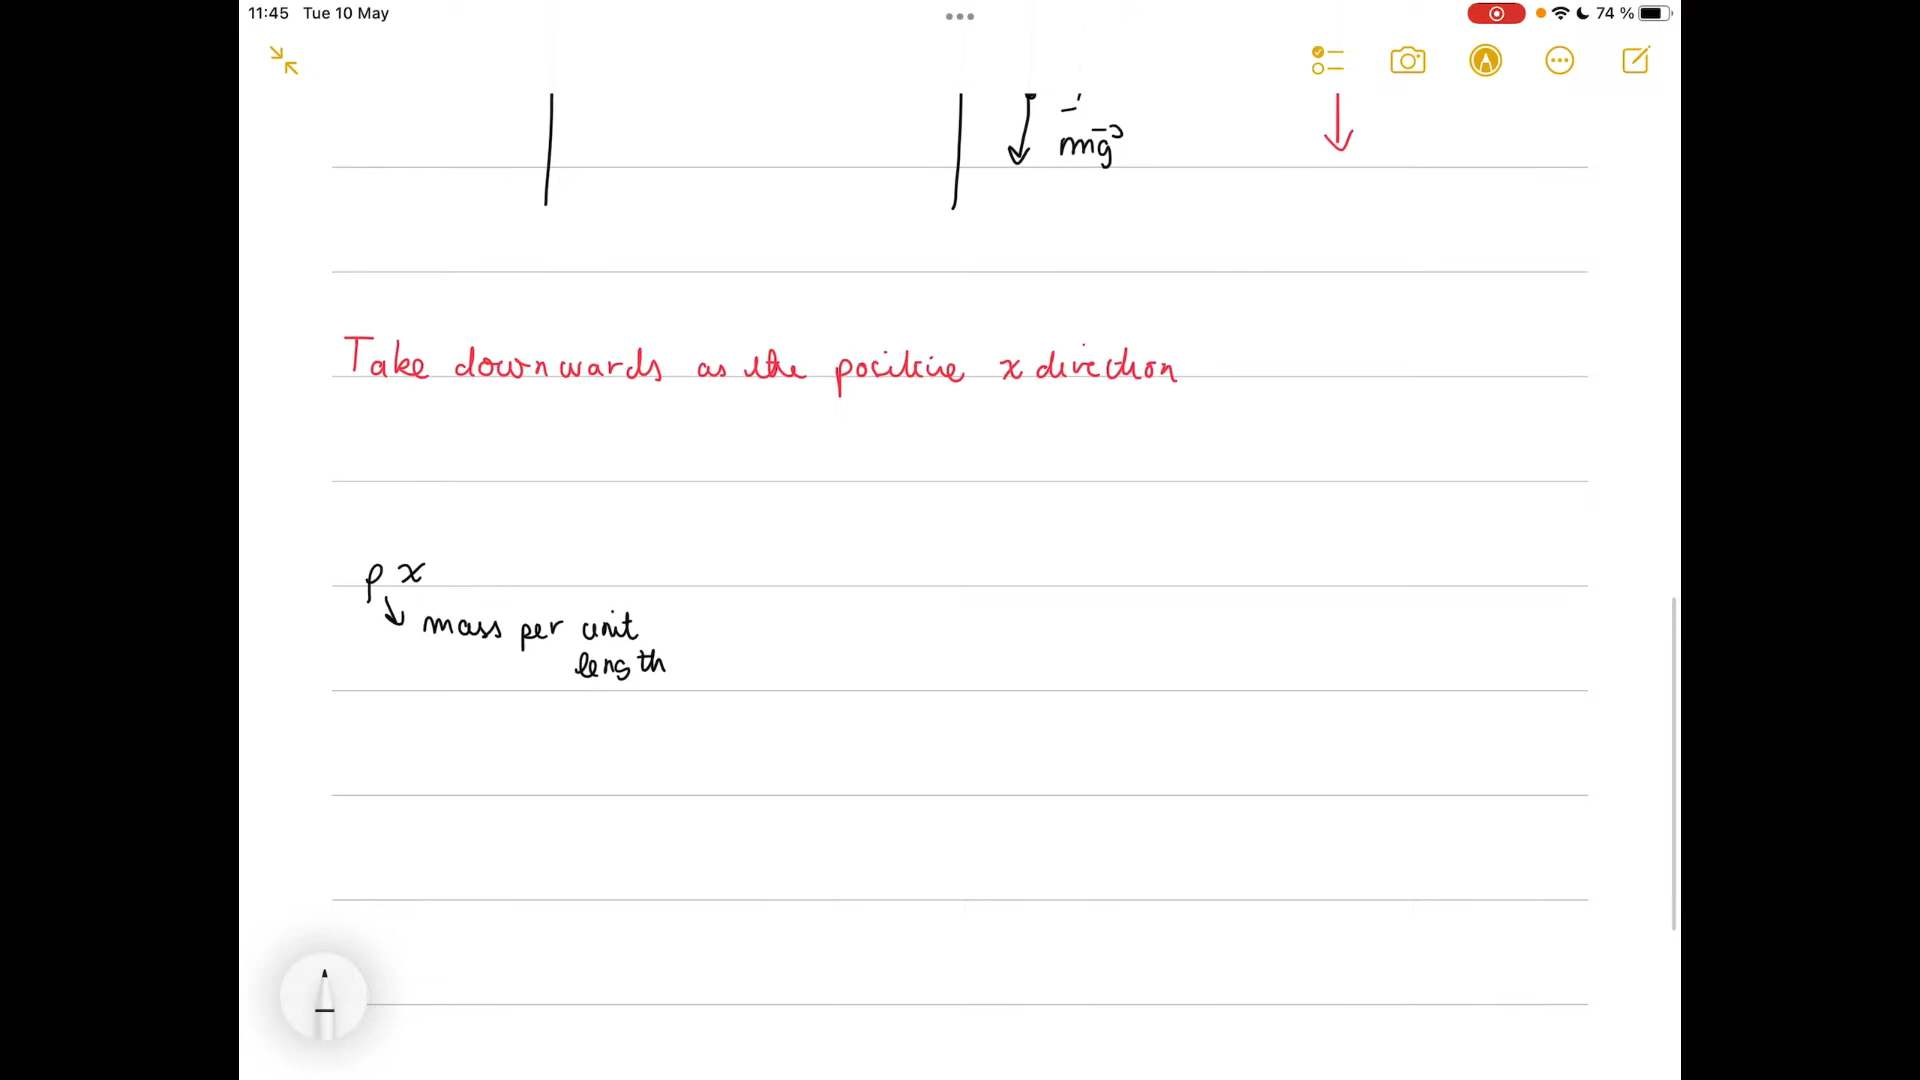 11:45 Tue 10 May
74 %
mg
Take downwards as the positive x direction
ρ x
mass per unit
length